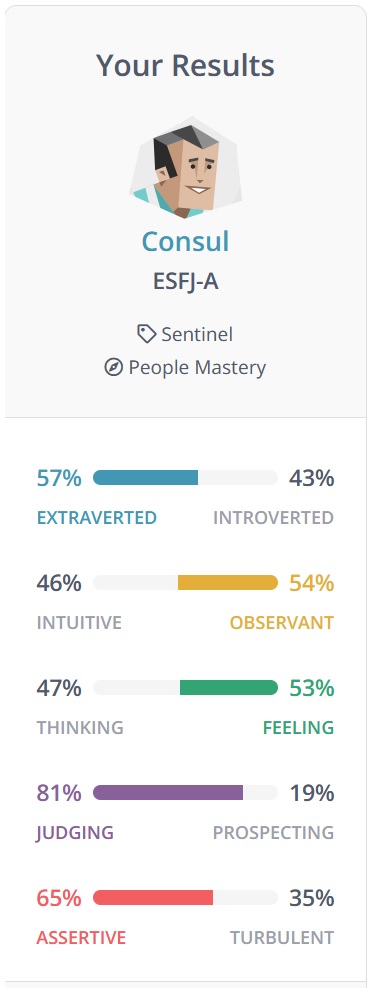 Your Results
Consul
ESFJ-A
Sentinel
People Mastery
57% 43%
EXTRAVERTED INTROVERTED
46% 54%
INTUITIVE OBSERVANT
47% 53%
THINKING FEELING
81% 19%
JUDGING PROSPECTING
65% 35%
ASSERTIVE TURBULENT